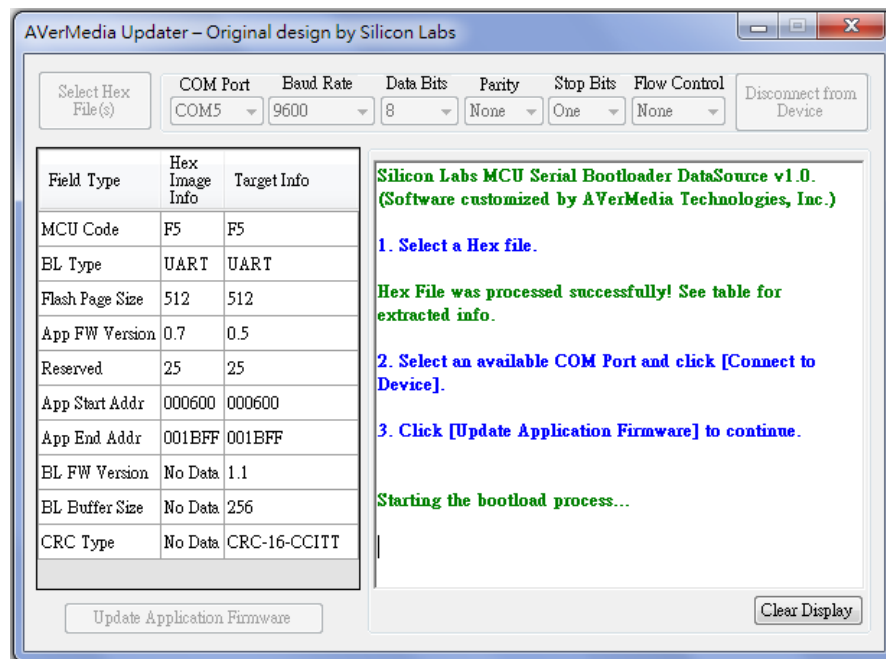 AVerMedia Updater – Original design by Silicon Labs
Select Hex
File(s)
COM Port Baud Rate Data Bits Parity Stop Bits Flow Control
COM5 9600 8 None One None
Disconnect from
Device
Field Type Hex Image Info Target Info
MCU Code F5 F5
BL Type UART UART
Flash Page Size 512 512
App FW Version 0.7 0.5
Reserved 25 25
App Start Addr 000600 000600
App End Addr 001BFF 001BFF
BL FW Version No Data 1.1
BL Buffer Size No Data 256
CRC Type No Data CRC-16-CCITT
Update Application Firmware
Silicon Labs MCU Serial Bootloader DataSource v1.0.
(Software customized by AVerMedia Technologies, Inc.)
1. Select a Hex file.
Hex File was processed successfully! See table for
extracted info.
2. Select an available COM Port and click [Connect to
Device].
3. Click [Update Application Firmware] to continue.
Starting the bootload process...
Clear Display